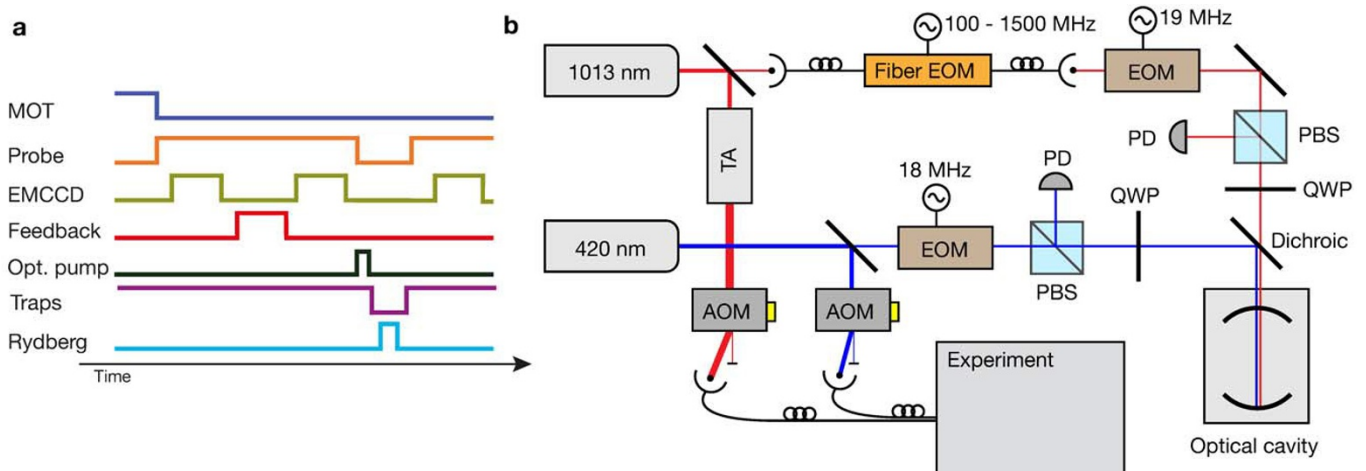 a
MOT
Probe
EMCCD
Feedback
Opt. pump
Traps
Rydberg
Time
b
100 - 1500 MHz
19 MHz
1013 nm
Fiber EOM
EOM
TA
PD
PBS
18 MHz
PD
QWP
QWP
420 nm
EOM
Dichroic
PBS
AOM
AOM
Experiment
Optical cavity